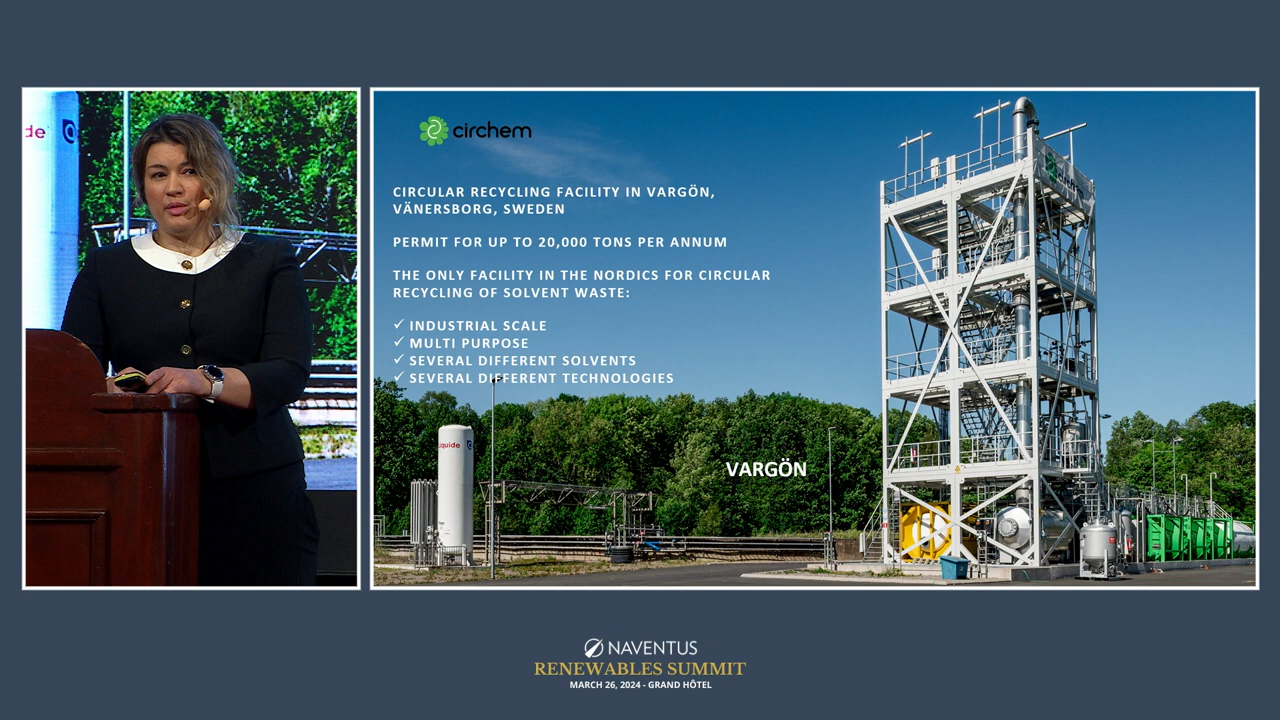 de
circhem
CIRCULAR RECYCLING FACILITY IN VARGÖN,
VÄNERSBORG, SWEDEN
PERMIT FOR UP TO 20,000 TONS PER ANNUM
THE ONLY FACILITY IN THE NORDICS FOR CIRCULAR
RECYCLING OF SOLVENT WASTE:
✓ INDUSTRIAL SCALE
✓ MULTI PURPOSE
✓ SEVERAL DIFFERENT SOLVENTS
✓ SEVERAL DIFFERENT TECHNOLOGIES
iquide
VARGÖN
NAVENTUS
RENEWABLES SUMMIT
MARCH 26, 2024 - GRAND HÔTEL